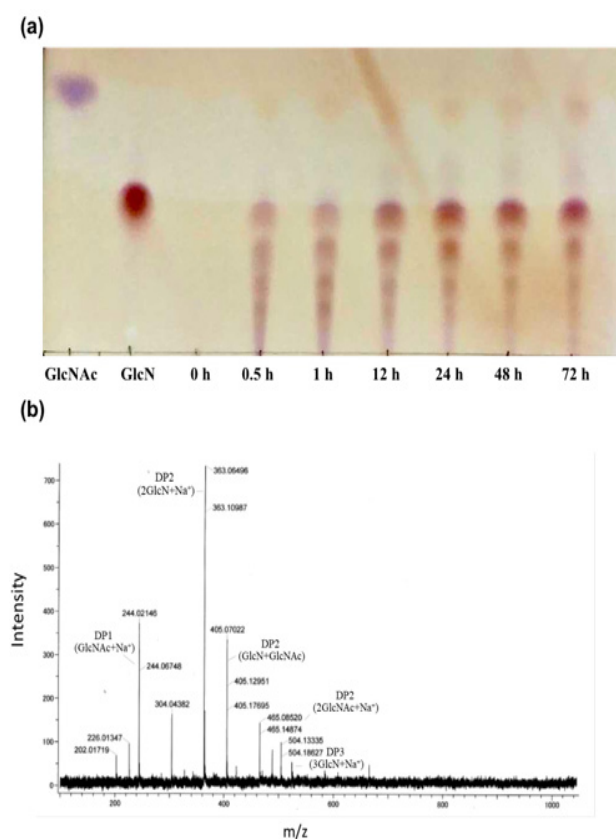 (a)
GlcNAc GlcN 0 h 0.5 h 1 h 12 h 24 h 48 h 72 h
(b)
DP2
(2GlcN+Na⁺)
363.06496
363.10987
244.02146
DP1
(GlcNAc+Na⁺)
244.06748
405.07022
DP2
(GlcN+GlcNAc)
405.12951
405.17695
304.04382
DP2
(2GlcNAc+Na⁺)
465.08520
465.14874
504.13335
504.18627
DP3
(3GlcN+Na⁺)
226.01347
202.01719
Intensity
700
600
500
400
300
200
100
0
200 400 600 800 1000
m/z